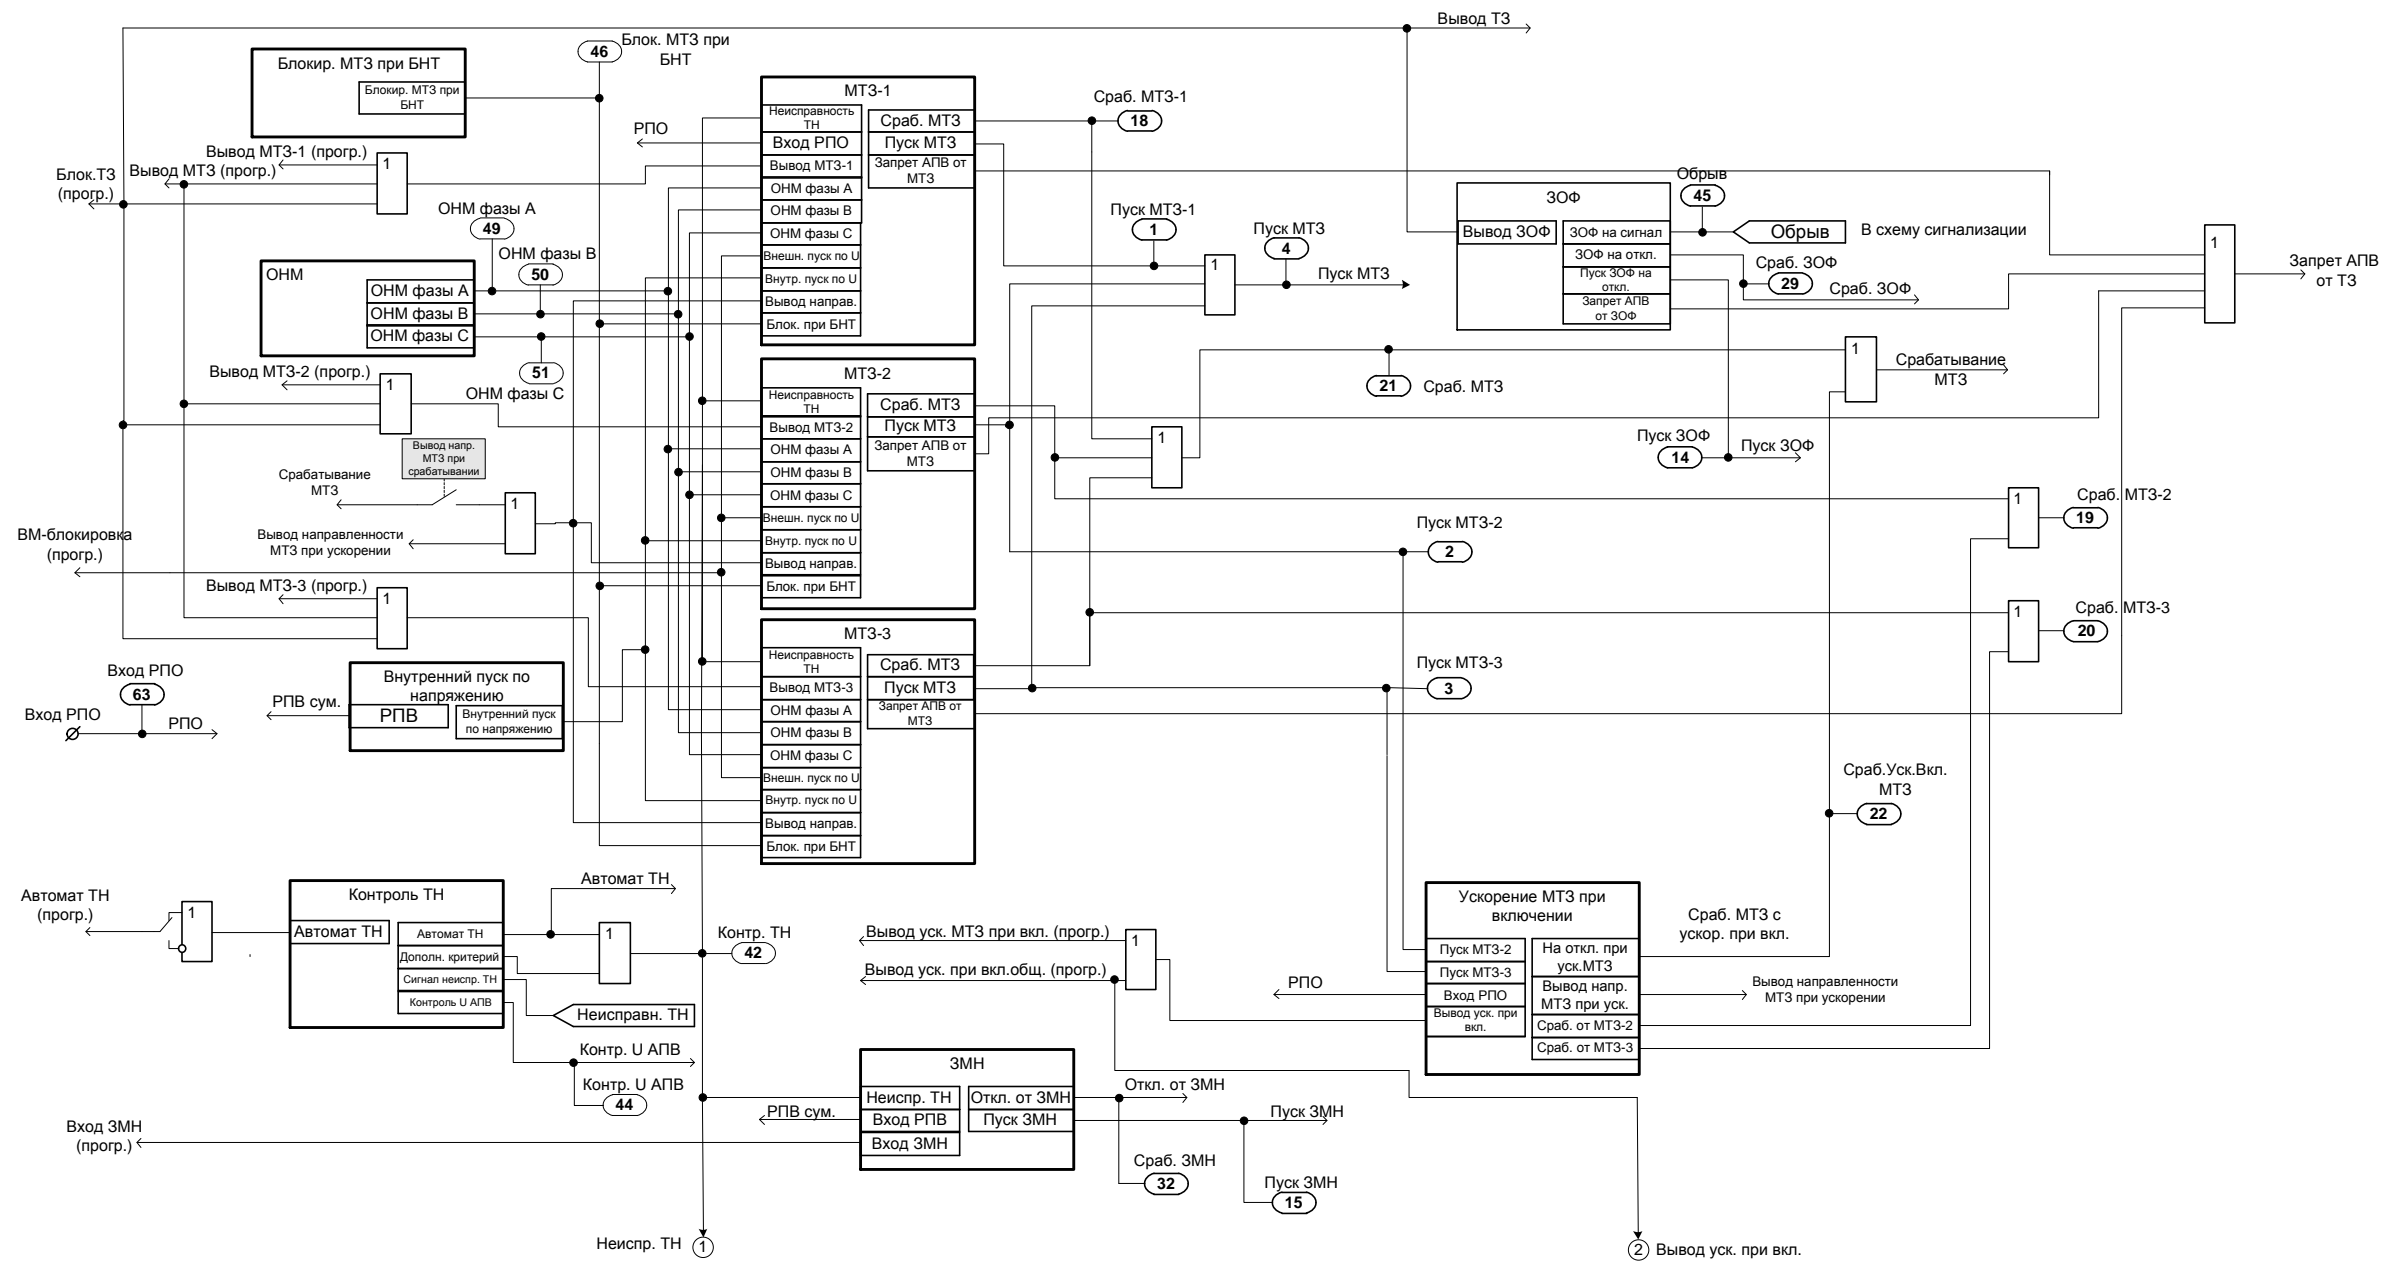 Вывод ТЗ
46
Блок. МТЗ при
БНТ
Блокир. МТЗ при БНТ
Блокир. МТЗ при
БНТ
РПО
Вывод МТЗ-1 (прогр.)
Вывод МТЗ (прогр.)
1
Блок.ТЗ
(прогр.)
МТЗ-1
Неисправность
ТН
Вход РПО
Вывод МТЗ-1
ОНМ фазы А
ОНМ фазы В
ОНМ фазы С
Внешн. пуск по U
Внутр. пуск по U
Вывод направ.
Блок. при БНТ
Сраб. МТЗ
Пуск МТЗ
Запрет АПВ от
МТЗ
Сраб. МТЗ-1
18
ОНМ фазы А
49
ОНМ фазы В
50
ОНМ
ОНМ фазы А
ОНМ фазы В
ОНМ фазы С
51
ОНМ фазы С
Пуск МТЗ-1
1
1
Пуск МТЗ
4
Пуск МТЗ
ЗОФ
Вывод ЗОФ
ЗОФ на сигнал
ЗОФ на откл.
Пуск ЗОФ на
откл.
Запрет АПВ
от ЗОФ
Обрыв
45
Обрыв
В схему сигнализации
Сраб. ЗОФ
29
Сраб. ЗОФ
1
Запрет АПВ
от ТЗ
Вывод МТЗ-2 (прогр.)
1
МТЗ-2
Неисправность
ТН
Вывод МТЗ-2
ОНМ фазы А
ОНМ фазы В
ОНМ фазы С
Внешн. пуск по U
Внутр. пуск по U
Вывод направ.
Блок. при БНТ
Сраб. МТЗ
Пуск МТЗ
Запрет АПВ от
МТЗ
21
Сраб. МТЗ
1
Срабатывание
МТЗ
1
Пуск ЗОФ
14
Пуск ЗОФ
Вывод напр.
МТЗ при
срабатывании
Срабатывание
МТЗ
1
Вывод направленности
МТЗ при ускорении
ВМ-блокировка
(прогр.)
1
Сраб. МТЗ-2
19
Пуск МТЗ-2
2
Вывод МТЗ-3 (прогр.)
1
1
Сраб. МТЗ-3
20
МТЗ-3
Неисправность
ТН
Вывод МТЗ-3
ОНМ фазы А
ОНМ фазы В
ОНМ фазы С
Внешн. пуск по U
Внутр. пуск по U
Вывод направ.
Блок. при БНТ
Сраб. МТЗ
Пуск МТЗ
Запрет АПВ от
МТЗ
Пуск МТЗ-3
3
Вход РПО
63
Вход РПО
РПО
РПВ сум.
Внутренний пуск по
напряжению
РПВ
Внутренний пуск
по напряжению
Сраб.Уск.Вкл.
МТЗ
22
Автомат ТН
(прогр.)
1
Контроль ТН
Автомат ТН
Автомат ТН
Дополн. критерий
Сигнал неиспр. ТН
Контроль U АПВ
Автомат ТН
1
Контр. ТН
42
Неисправн. ТН
Контр. U АПВ
Контр. U АПВ
44
Вывод уск. МТЗ при вкл. (прогр.)
Вывод уск. при вкл.общ. (прогр.)
1
РПО
Ускорение МТЗ при
включении
Пуск МТЗ-2
Пуск МТЗ-3
Вход РПО
Вывод уск. при
вкл.
На откл. при
уск.МТЗ
Вывод напр.
МТЗ при уск.
Сраб. от МТЗ-2
Сраб. от МТЗ-3
Сраб. МТЗ с
ускор. при вкл.
Вывод направленности
МТЗ при ускорении
ЗМН
Неиспр. ТН
Вход РПВ
Вход ЗМН
Откл. от ЗМН
Пуск ЗМН
РПВ сум.
Вход ЗМН
(прогр.)
Откл. от ЗМН
Пуск ЗМН
Сраб. ЗМН
32
Пуск ЗМН
15
Неиспр. ТН
1
2
Вывод уск. при вкл.